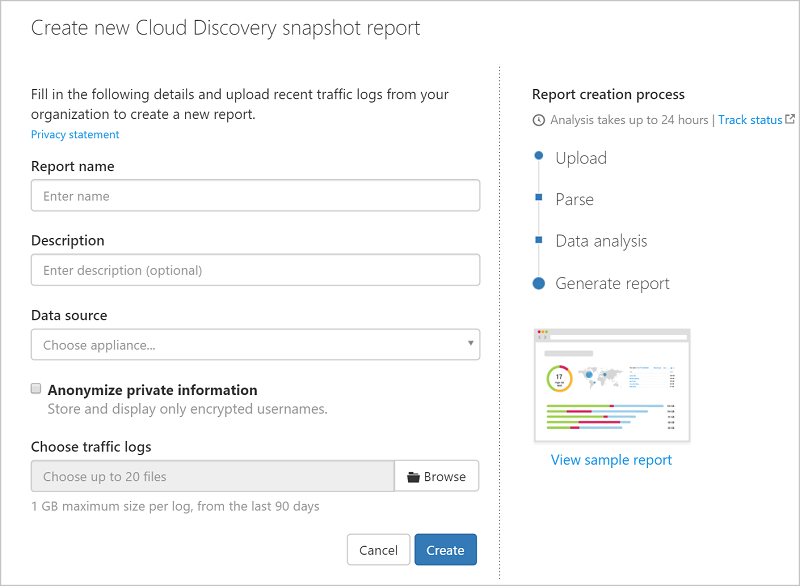 Create new Cloud Discovery snapshot report
Fill in the following details and upload recent traffic logs from your
organization to create a new report.
Privacy statement
Report name
Enter name
Description
Enter description (optional)
Data source
Choose appliance...
Anonymize private information
Store and display only encrypted usernames.
Choose traffic logs
Choose up to 20 files
Browse
1 GB maximum size per log, from the last 90 days
Cancel
Create
Report creation process
Analysis takes up to 24 hours | Track status
Upload
Parse
Data analysis
Generate report
17
View sample report